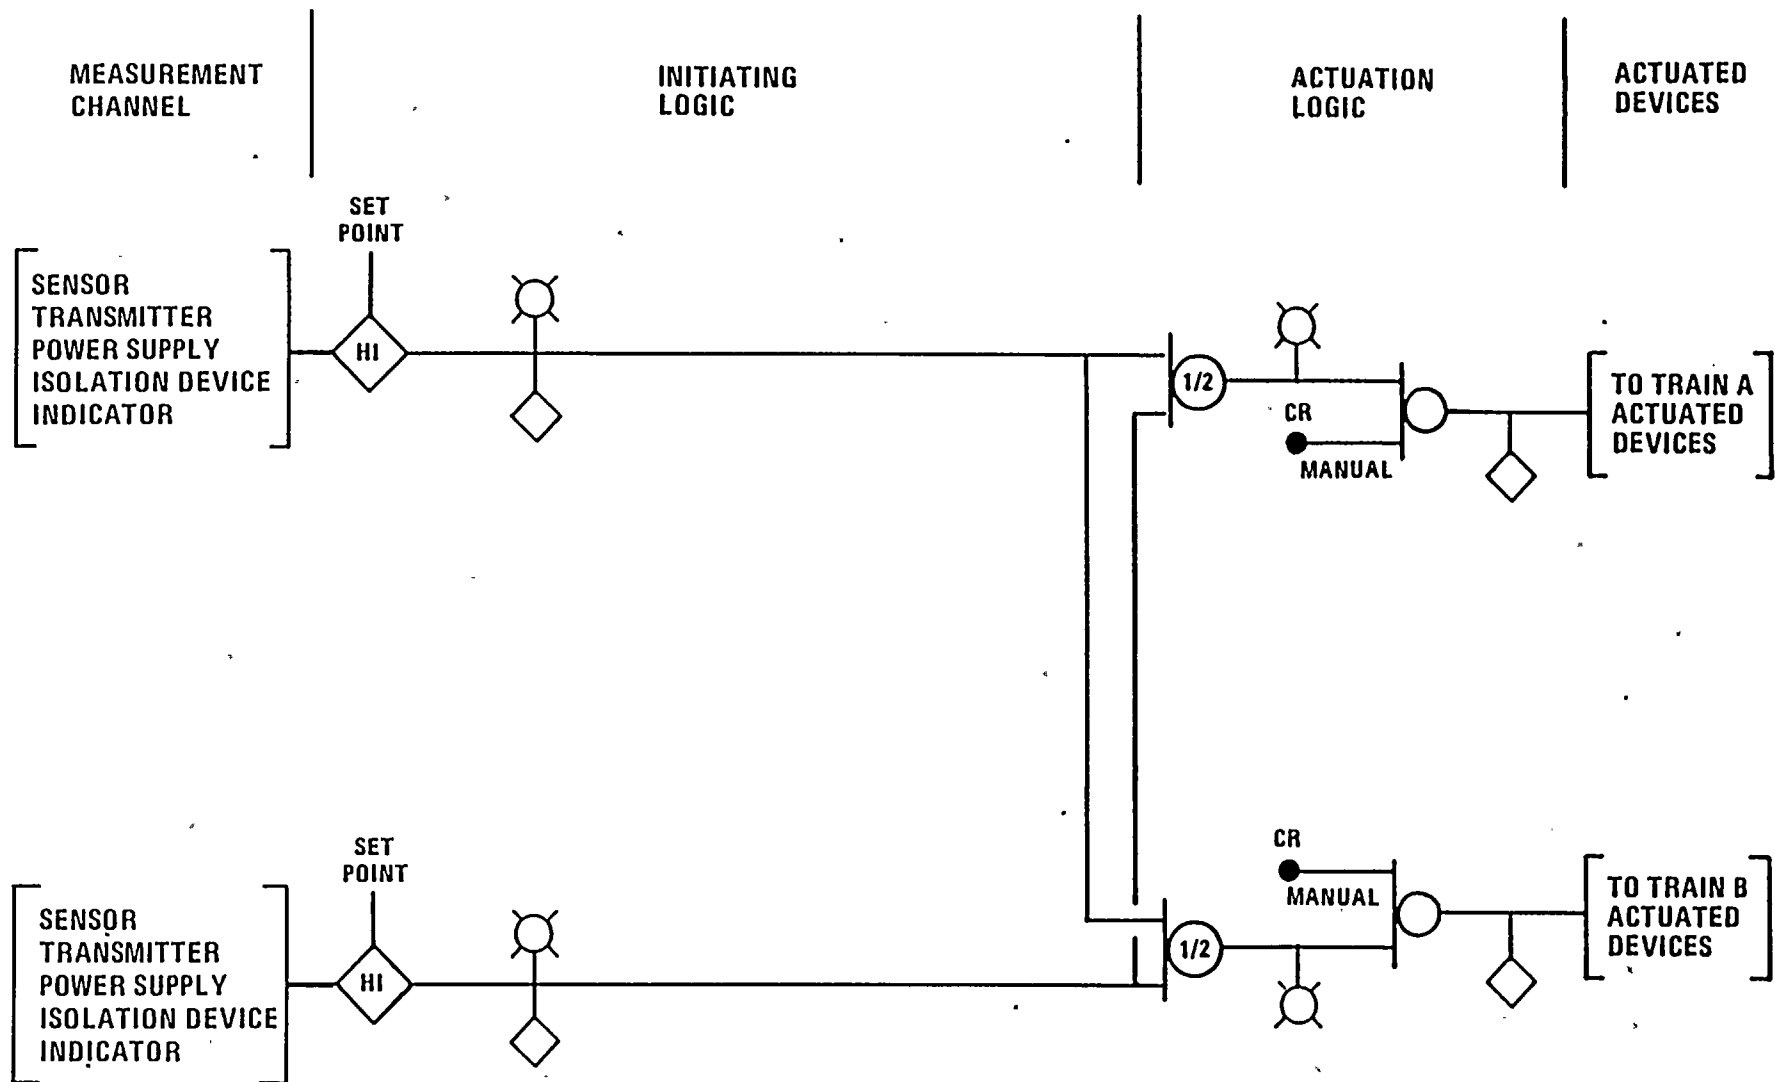 MEASUREMENT
CHANNEL
INITIATING
LOGIC
ACTUATION
LOGIC
ACTUATED
DEVICES
SET
POINT
SENSOR
TRANSMITTER
POWER SUPPLY
ISOLATION DEVICE
INDICATOR
HI
1/2
CR
MANUAL
TO TRAIN A
ACTUATED
DEVICES
SET
POINT
SENSOR
TRANSMITTER
POWER SUPPLY
ISOLATION DEVICE
INDICATOR
HI
1/2
CR
MANUAL
TO TRAIN B
ACTUATED
DEVICES